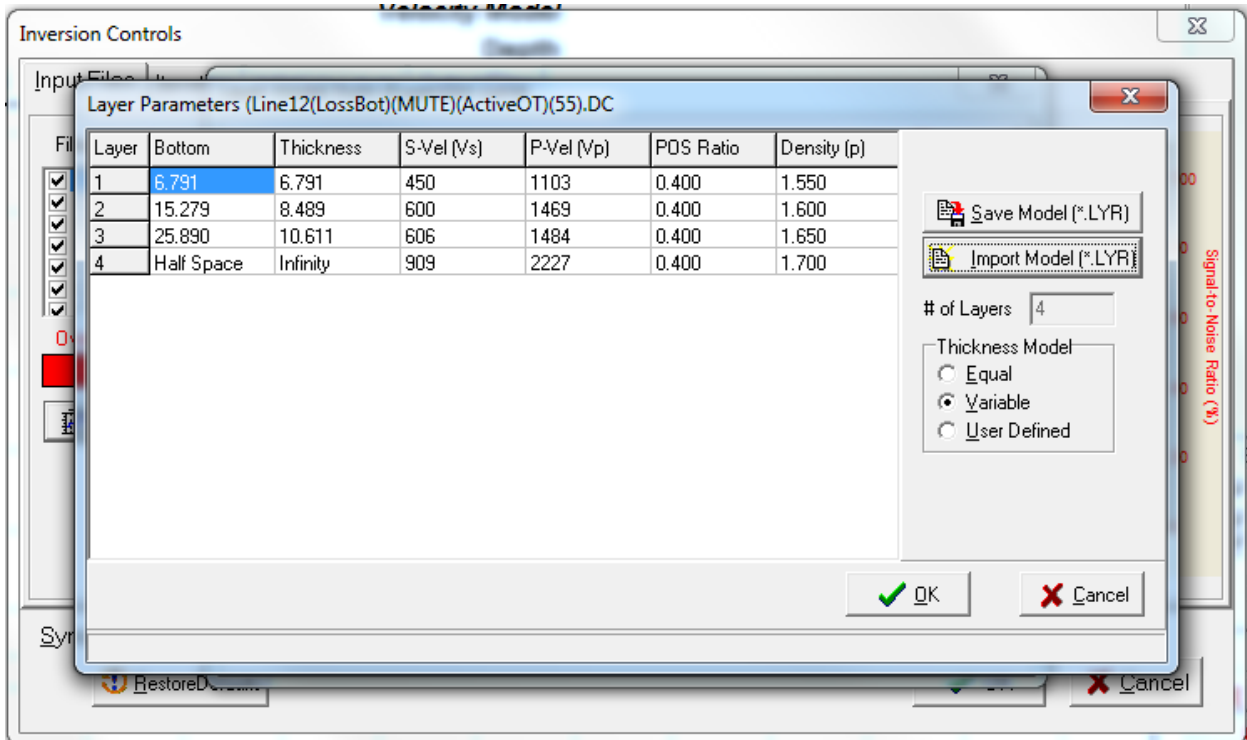 Velocity Model
Depth
Inversion Controls
Layer Parameters (Line12(LossBot)(MUTE)(ActiveOT)(55).DC
Layer Bottom Thickness S-Vel (Vs) P-Vel (Vp) POS Ratio Density (p)
1 6.791 6.791 450 1103 0.400 1.550
2 15.279 8.489 600 1469 0.400 1.600
3 25.890 10.611 606 1484 0.400 1.650
4 Half Space Infinity 909 2227 0.400 1.700
Save Model (*.LYR)
Import Model (*.LYR)
# of Layers 4
Thickness Model
Equal
Variable
User Defined
OK Cancel
Signal-to-Noise Ratio (%)
Cancel